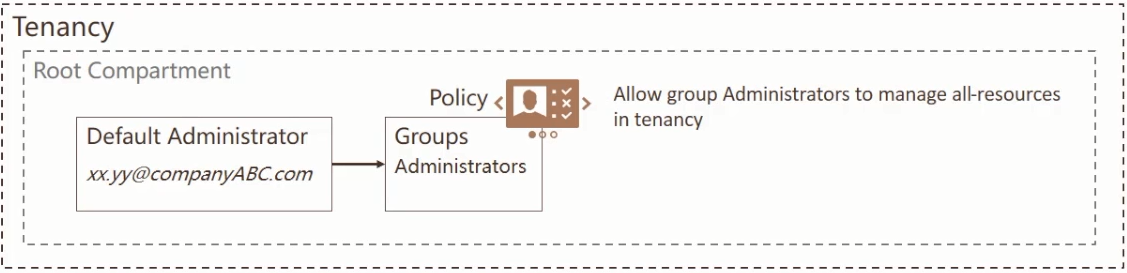 Tenancy
Root Compartment
Policy
Allow group Administrators to manage all-resources
in tenancy
Default Administrator
xx.yy@companyABC.com
Groups
Administrators